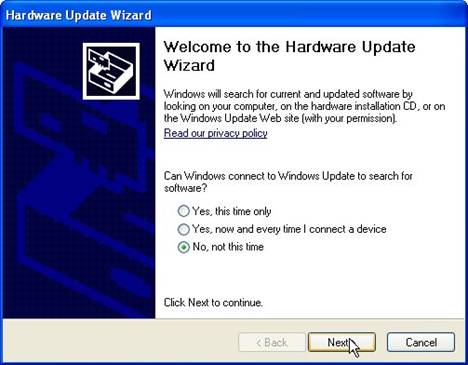 Hardware Update Wizard
Welcome to the Hardware Update
Wizard
Windows will search for current and updated software by
looking on your computer, on the hardware installation CD, or on
the Windows Update Web site (with your permission).
Read our privacy policy
Can Windows connect to Windows Update to search for
software?
Yes, this time only
Yes, now and every time I connect a device
No, not this time
Click Next to continue.
< Back
Next >
Cancel